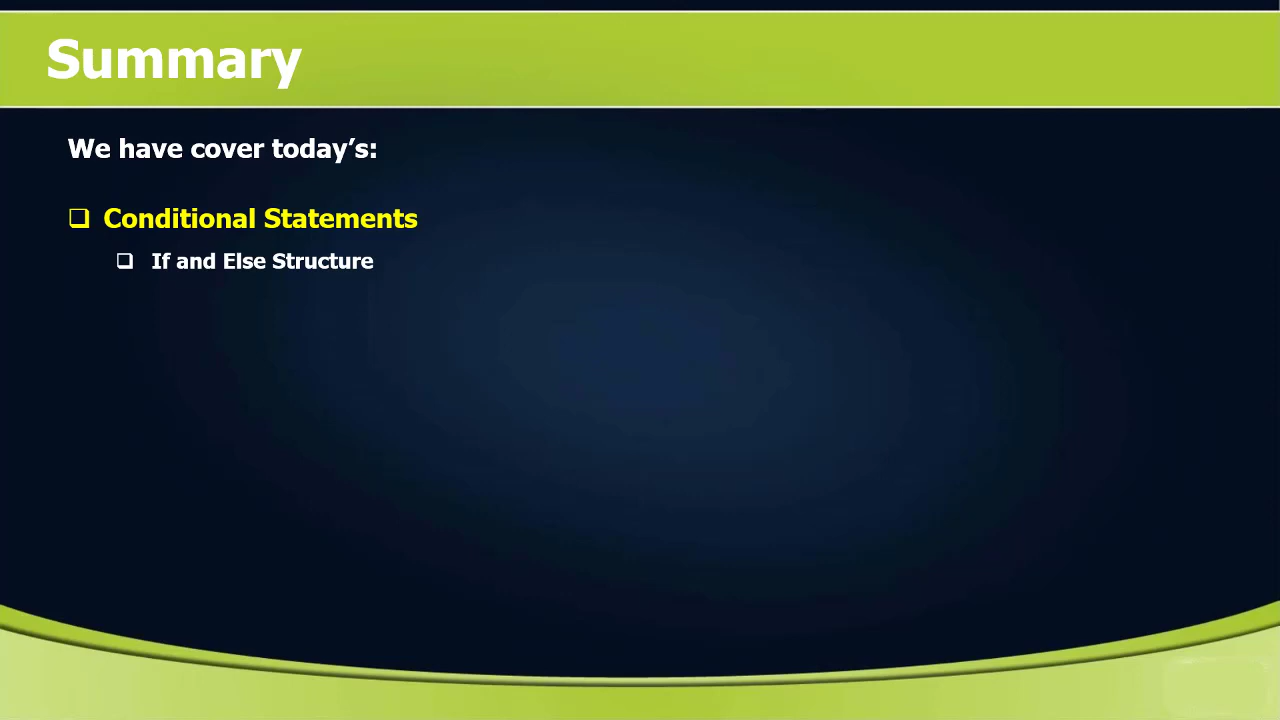 Summary
We have cover today’s:
❑ Conditional Statements
❑ If and Else Structure